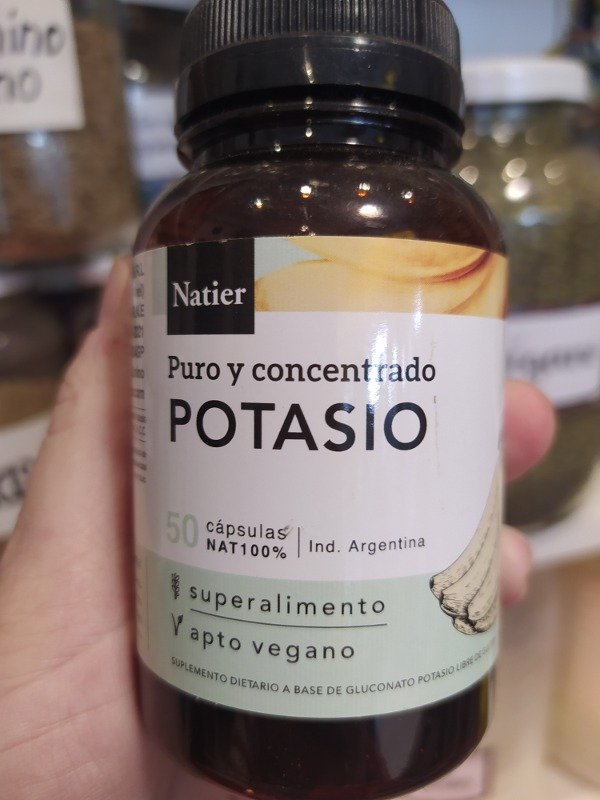 Natier
Puro y concentrado
POTASIO
50 cápsulas
NAT100%
Ind. Argentina
superalimento
apto vegano
SUPLEMENTO DIETARIO A BASE DE GLUCONATO POTASIO LIBRE DE